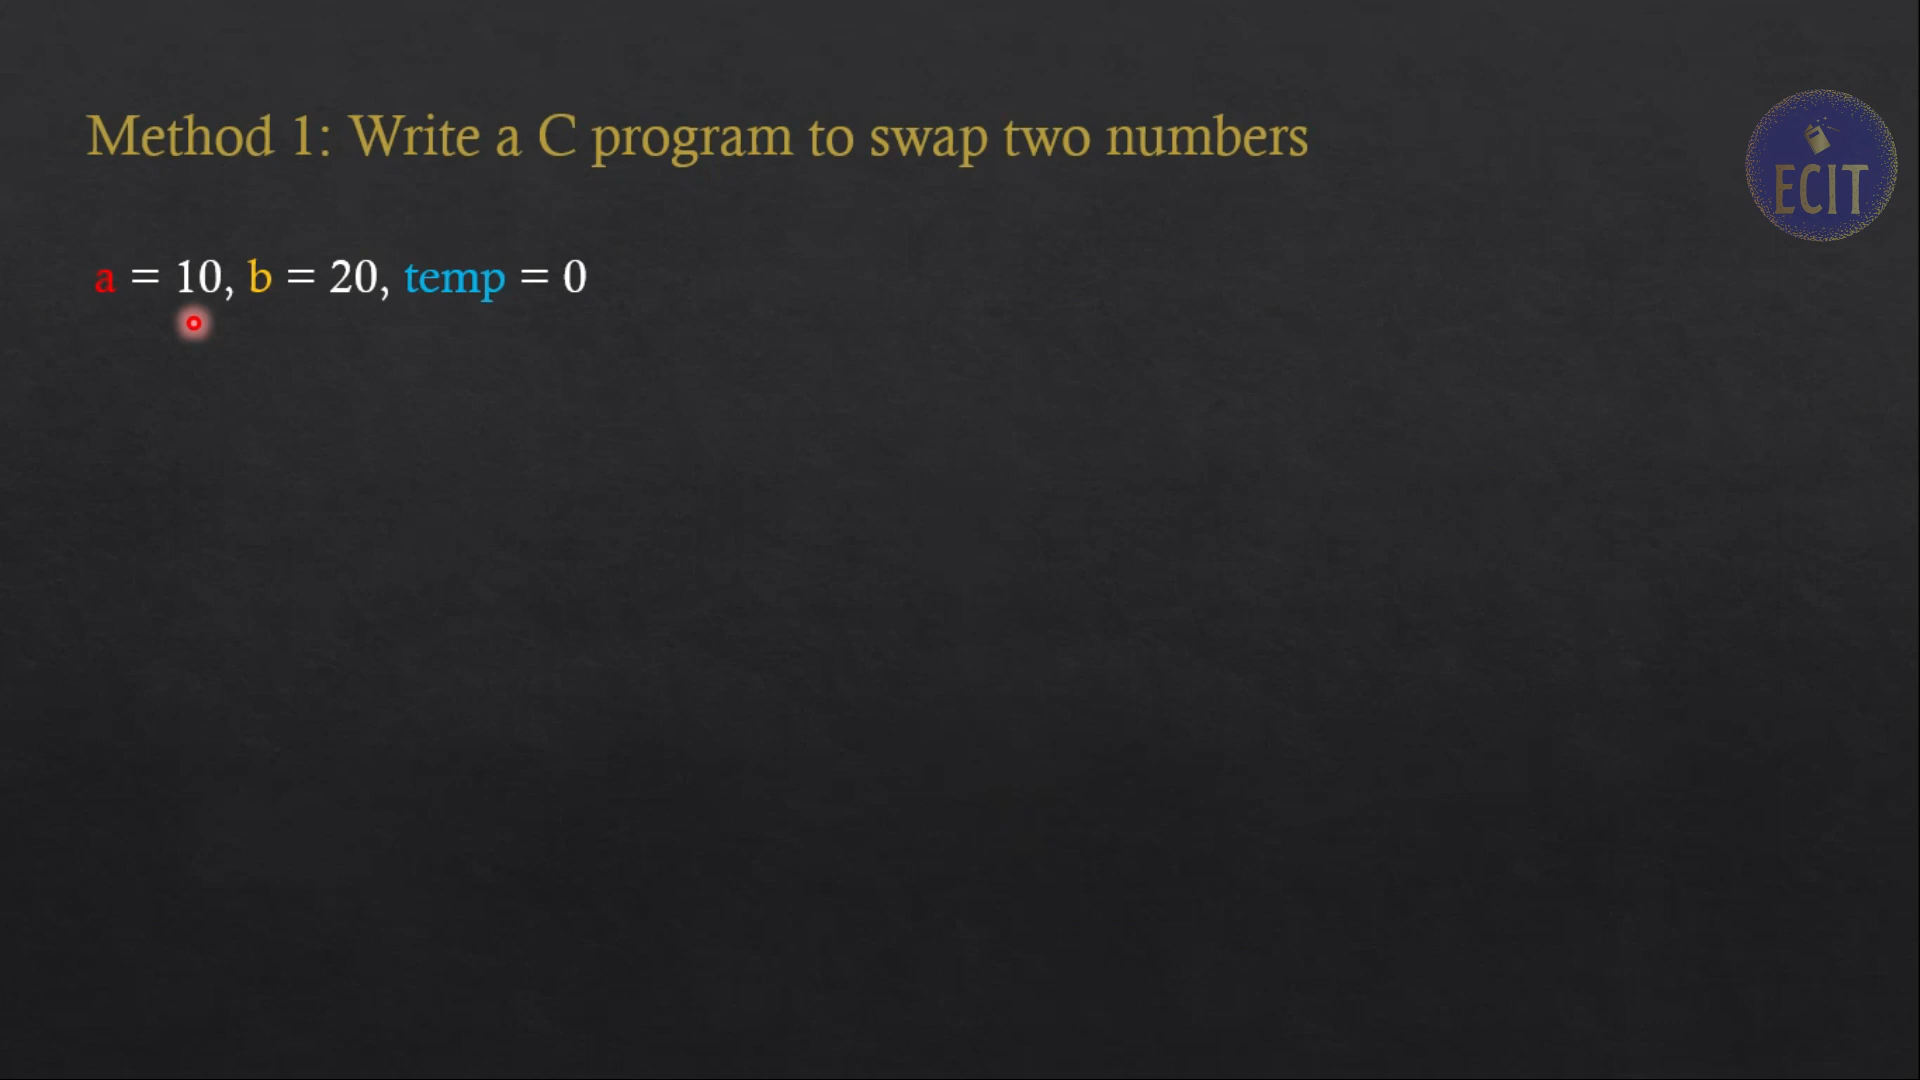 Method 1: Write a C program to swap two numbers
ECIT
a = 10, b = 20, temp = 0